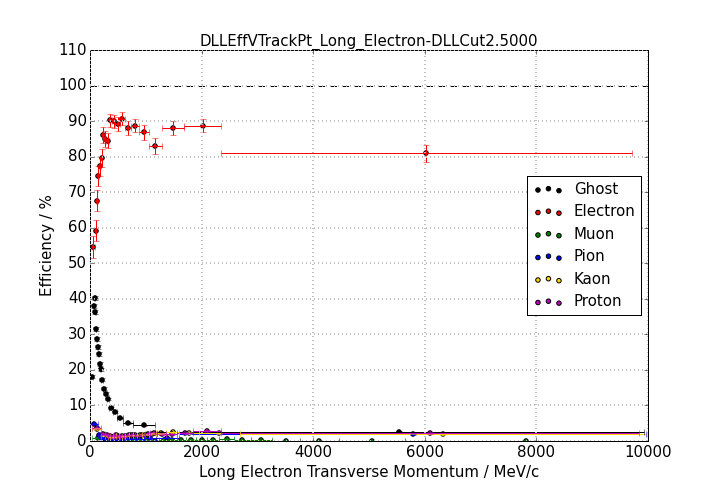 DLLEffVTrackPt_Long_Electron-DLLCut2.5000
110
100
90
80
70
60
50
40
30
20
10
0
Efficiency / %
Ghost
Electron
Muon
Pion
Kaon
Proton
0 2000 4000 6000 8000 10000
Long Electron Transverse Momentum / MeV/c